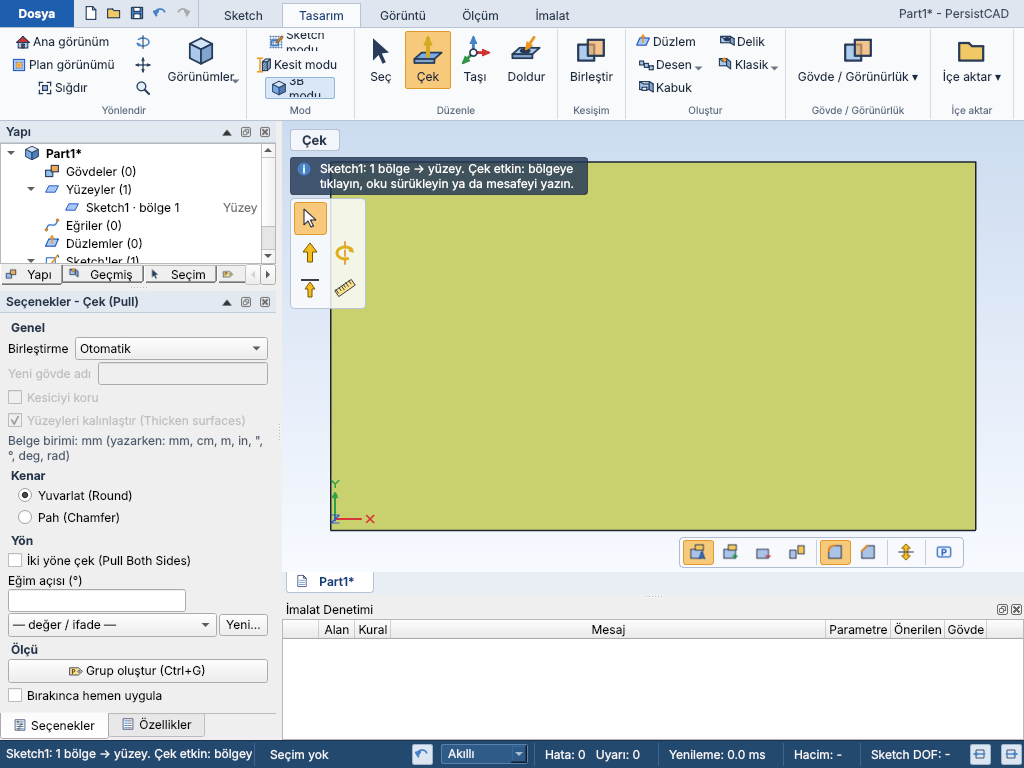 Dosya
Sketch
Tasarım
Görüntü
Ölçüm
İmalat
Part1* - PersistCAD
Ana görünüm
Plan görünümü
Sığdır
Görünümler
Yönlendir
Sketch modu
Kesit modu
3B modu
Mod
Seç
Çek
Taşı
Doldur
Düzenle
Birleştir
Kesişim
Düzlem
Desen
Kabuk
Delik
Klasik
Oluştur
Gövde / Görünürlük ▾
Gövde / Görünürlük
İçe aktar ▾
İçe aktar
Yapı
Part1*
Gövdeler (0)
Yüzeyler (1)
Sketch1 · bölge 1 Yüzey
Eğriler (0)
Düzlemler (0)
Sketch'ler (1)
Yapı
Geçmiş
Seçim
Seçenekler - Çek (Pull)
Genel
Birleştirme Otomatik
Yeni gövde adı
Kesiciyi koru
Yüzeyleri kalınlaştır (Thicken surfaces)
Belge birimi: mm (yazarken: mm, cm, m, in, ",
°, deg, rad)
Kenar
Yuvarlat (Round)
Pah (Chamfer)
Yön
İki yöne çek (Pull Both Sides)
Eğim açısı (°)
— değer / ifade —
Yeni...
Ölçü
P Grup oluştur (Ctrl+G)
Bırakınca hemen uygula
Seçenekler
Özellikler
Çek
i Sketch1: 1 bölge → yüzey. Çek etkin: bölgeye
tıklayın, oku sürükleyin ya da mesafeyi yazın.
Y
Z
X
P
Part1*
İmalat Denetimi
Alan Kural Mesaj Parametre Önerilen Gövde
Sketch1: 1 bölge → yüzey. Çek etkin: bölgey
Seçim yok
Akıllı
Hata: 0 Uyarı: 0
Yenileme: 0.0 ms
Hacim: -
Sketch DOF: -